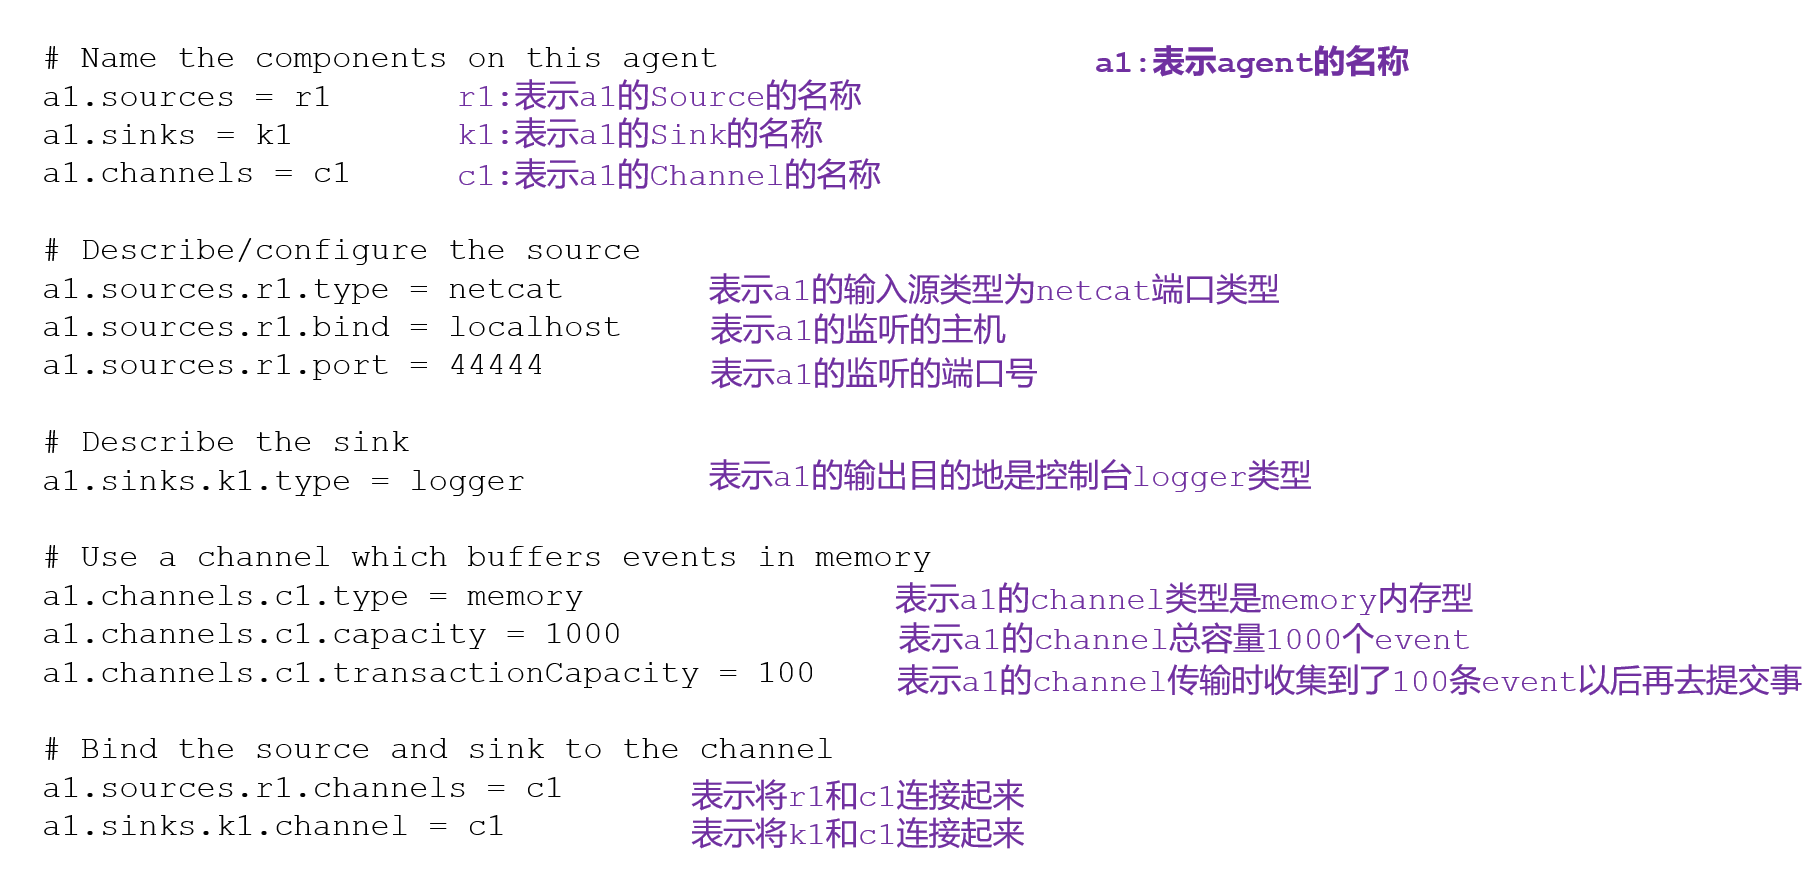 # Name the components on this agent a1:表示agent的名称
a1.sources = r1 r1:表示a1的Source的名称
a1.sinks = k1 k1:表示a1的Sink的名称
a1.channels = c1 c1:表示a1的Channel的名称
# Describe/configure the source
a1.sources.r1.type = netcat 表示a1的输入源类型为netcat端口类型
a1.sources.r1.bind = localhost 表示a1的监听的主机
a1.sources.r1.port = 44444 表示a1的监听的端口号
# Describe the sink
a1.sinks.k1.type = logger 表示a1的输出目的地是控制台logger类型
# Use a channel which buffers events in memory
a1.channels.c1.type = memory 表示a1的channel类型是memory内存型
a1.channels.c1.capacity = 1000 表示a1的channel总容量1000个event
a1.channels.c1.transactionCapacity = 100 表示a1的channel传输时收集到了100条event以后再去提交事
# Bind the source and sink to the channel
a1.sources.r1.channels = c1 表示将r1和c1连接起来
a1.sinks.k1.channel = c1 表示将k1和c1连接起来